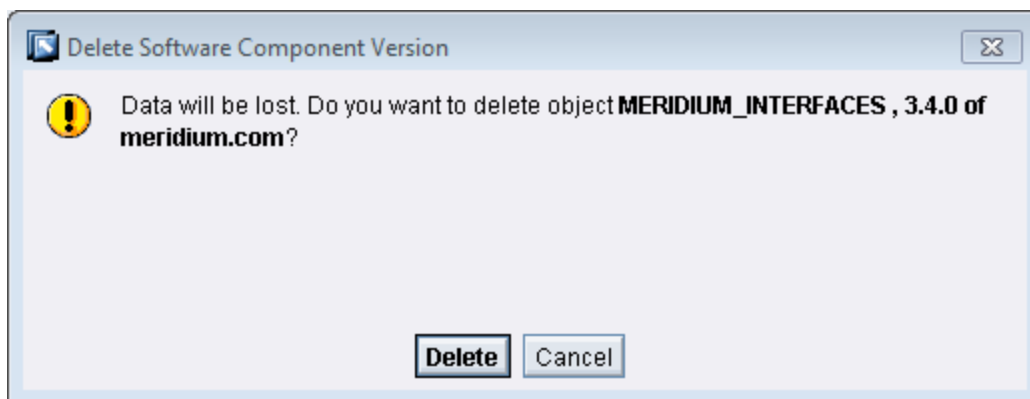 Delete Software Component Version
Data will be lost. Do you want to delete object MERIDIUM_INTERFACES , 3.4.0 of
meridium.com?
Delete Cancel